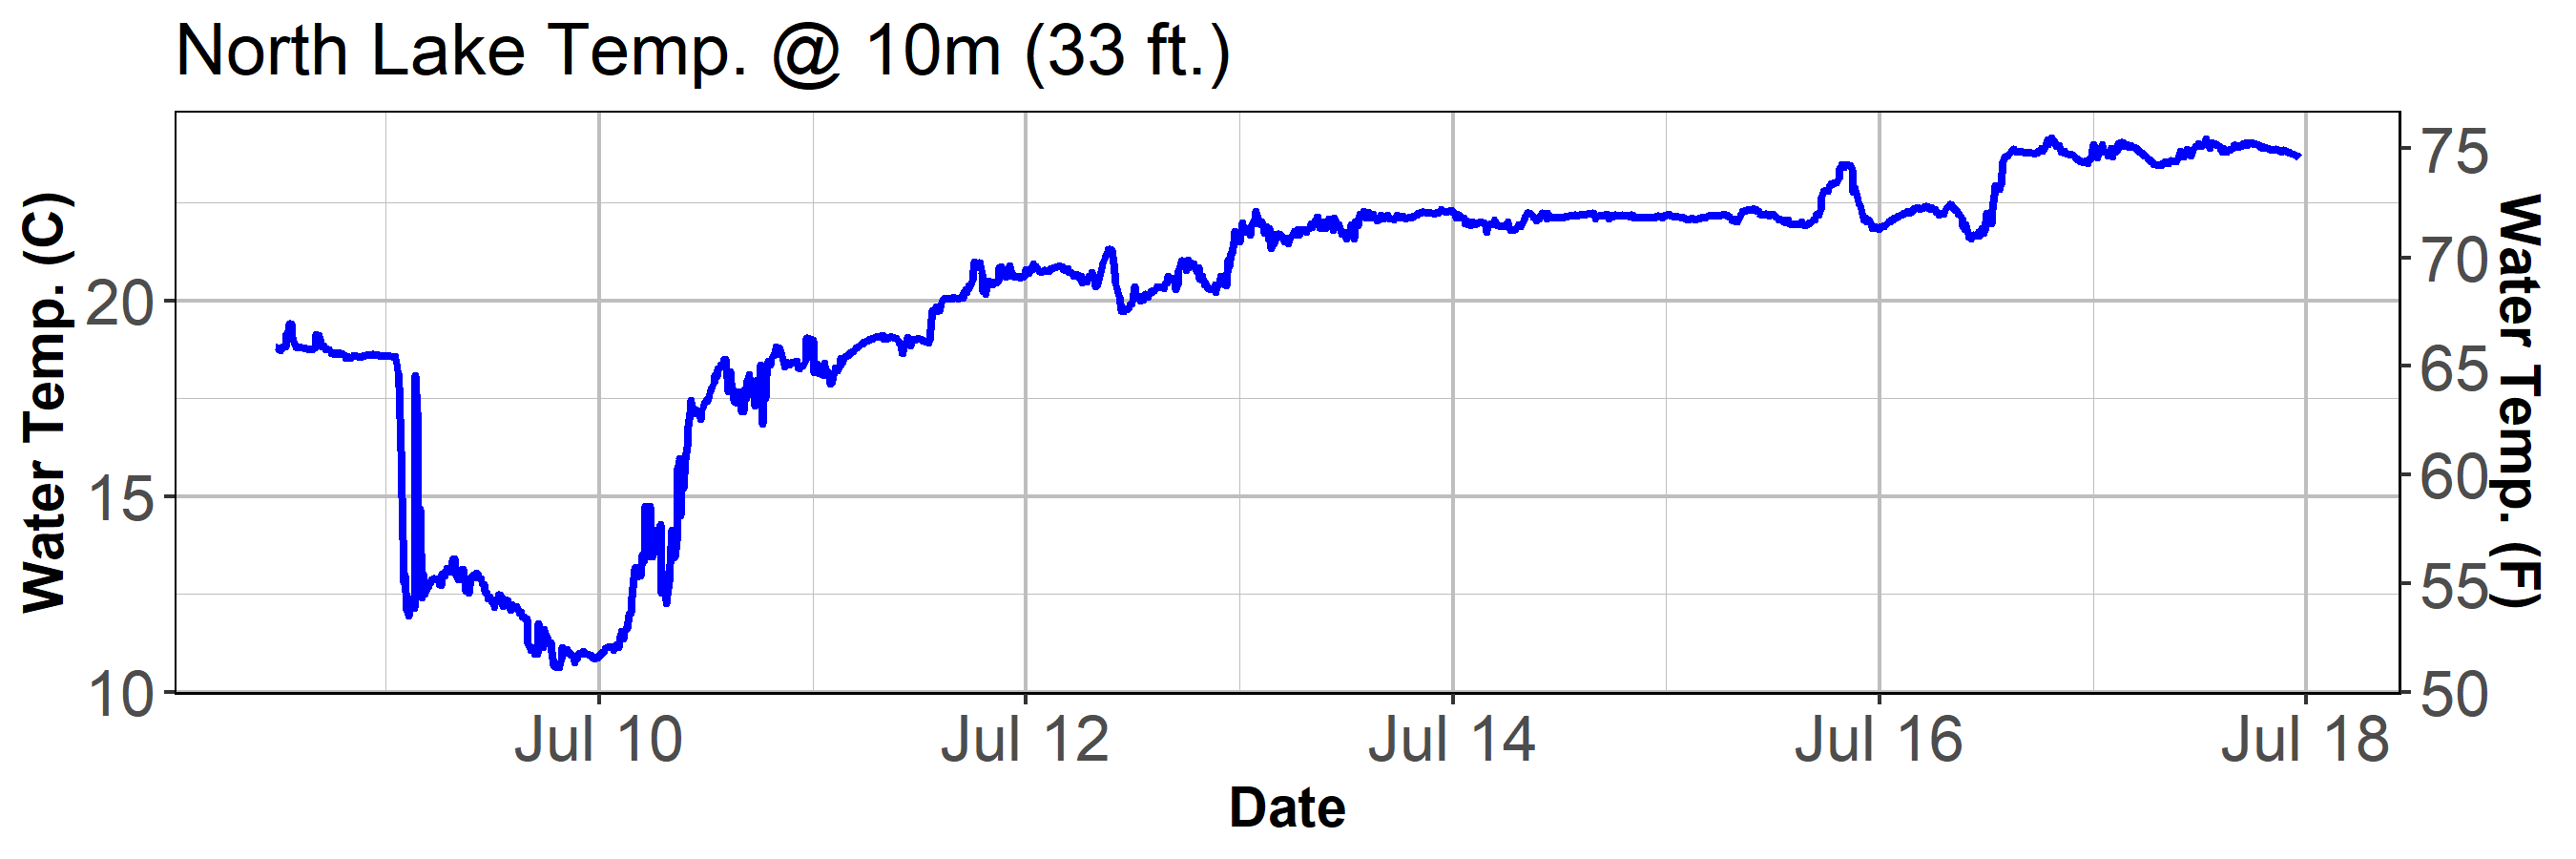 North Lake Temp. @ 10m (33 ft.)
Water Temp. (C)
20
15
10
75
70
65
60
55
50
Water Temp. (F)
Jul 10 Jul 12 Jul 14 Jul 16 Jul 18
Date